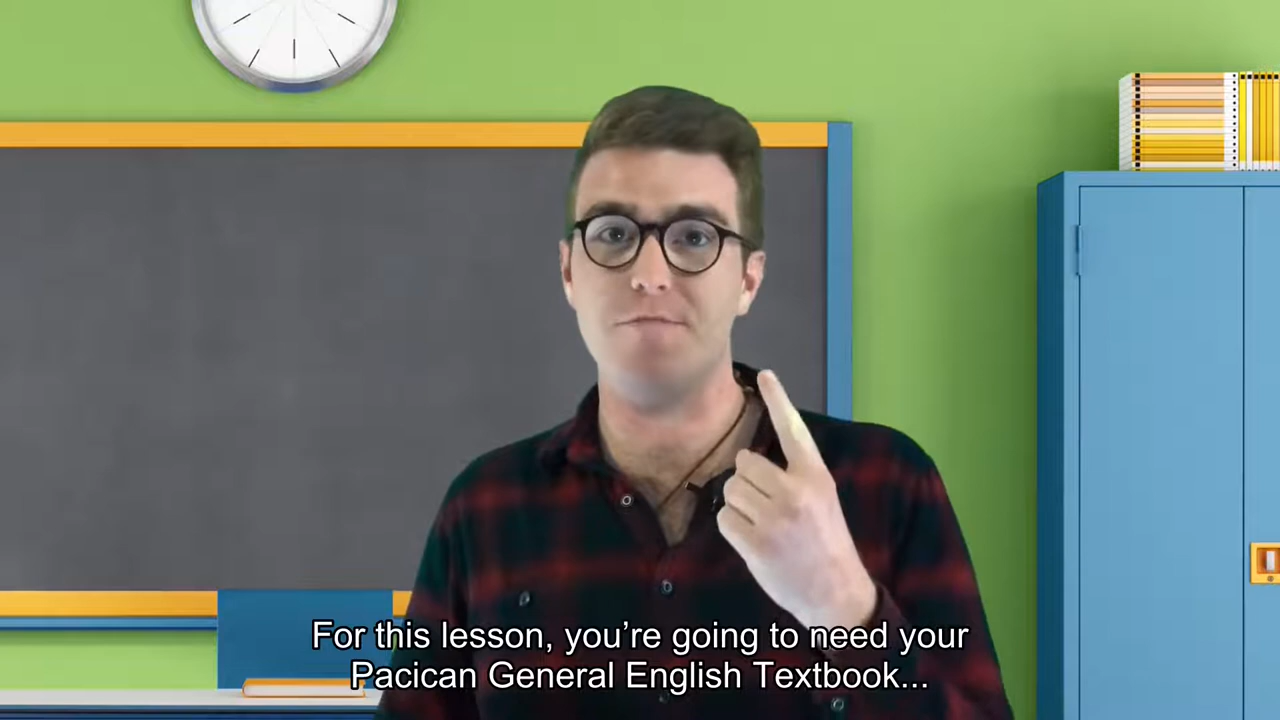 For this lesson, you’re going to need your
Pacican General English Textbook...